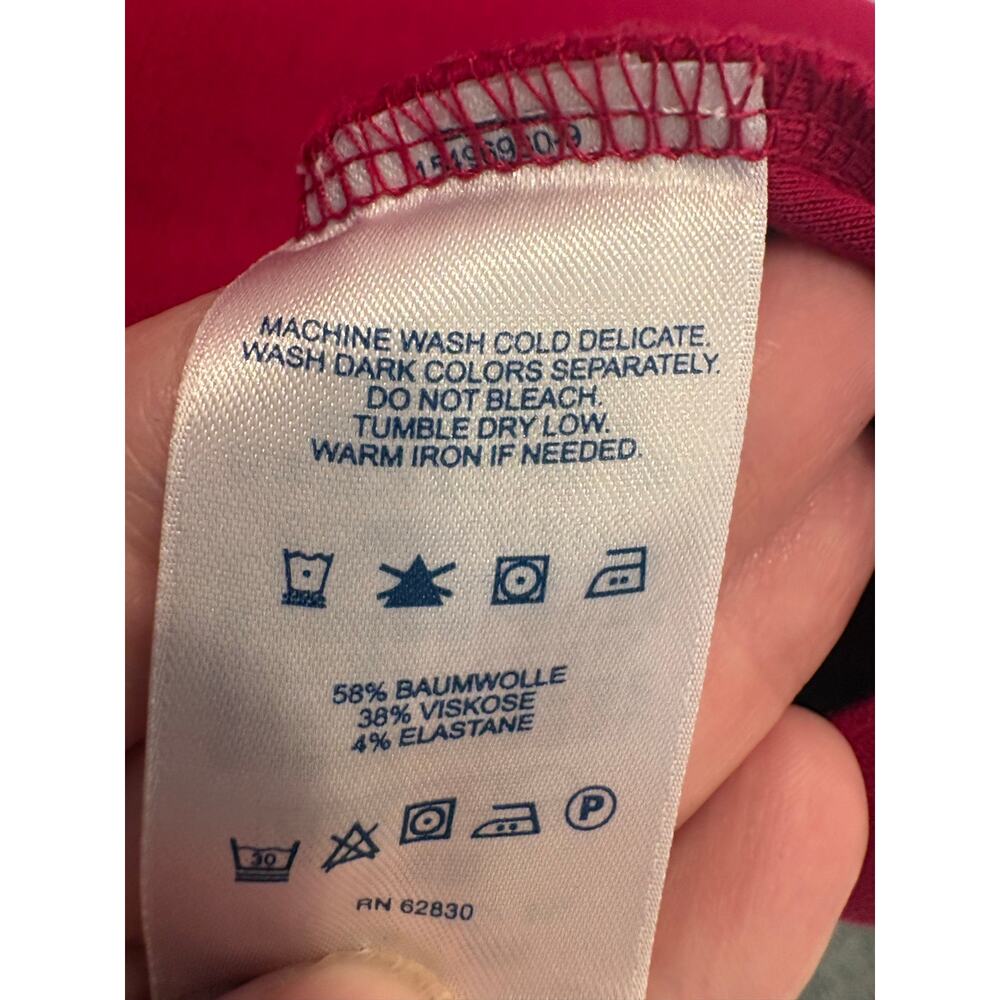 MACHINE WASH COLD DELICATE.
WASH DARK COLORS SEPARATELY.
DO NOT BLEACH.
TUMBLE DRY LOW.
WARM IRON IF NEEDED.
58% BAUMWOLLE
38% VISKOSE
4% ELASTANE
30
P
RN 62830